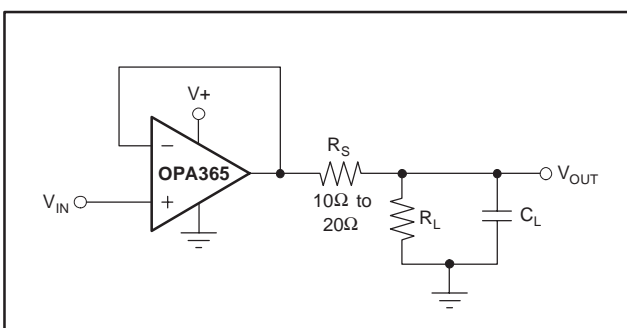 V+
−
OPA365
+
V_IN
R_S
10Ω to
20Ω
R_L
C_L
V_OUT